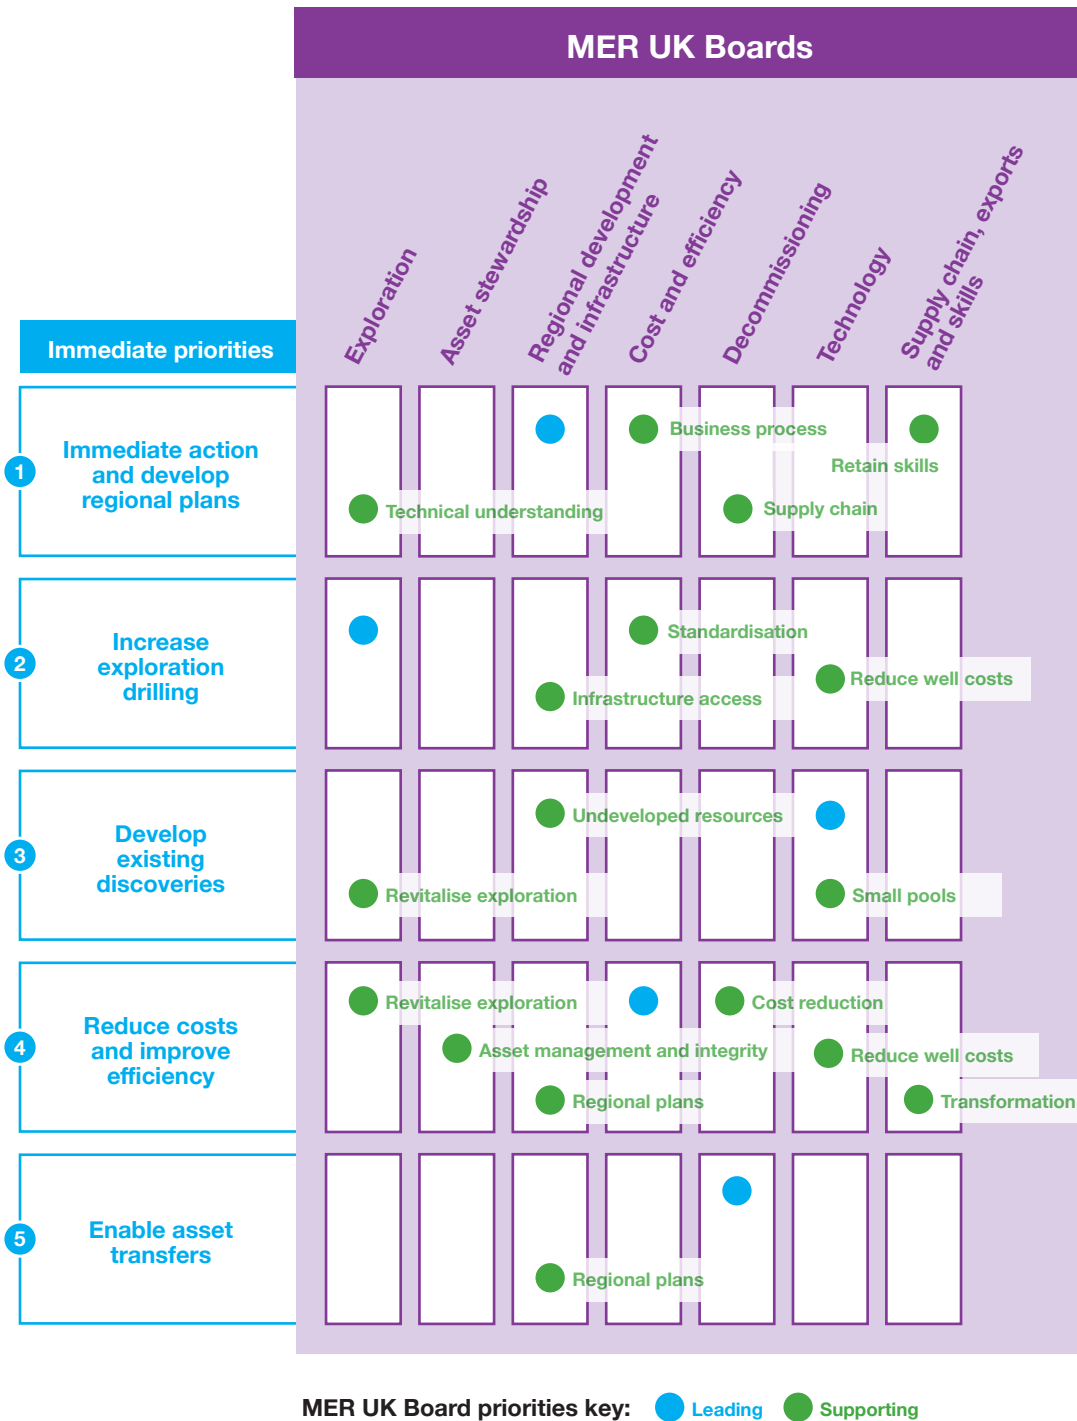 MER UK Boards
Exploration
Asset stewardship
Regional development
and infrastructure
Cost and efficiency
Decommissioning
Technology
Supply chain, exports
and skills
Immediate priorities
1
Immediate action
and develop
regional plans
Business process
Retain skills
Technical understanding
Supply chain
2
Increase
exploration
drilling
Standardisation
Reduce well costs
Infrastructure access
3
Develop
existing
discoveries
Undeveloped resources
Revitalise exploration
Small pools
4
Reduce costs
and improve
efficiency
Revitalise exploration
Cost reduction
Asset management and integrity
Reduce well costs
Regional plans
Transformation
5
Enable asset
transfers
Regional plans
MER UK Board priorities key: Leading Supporting